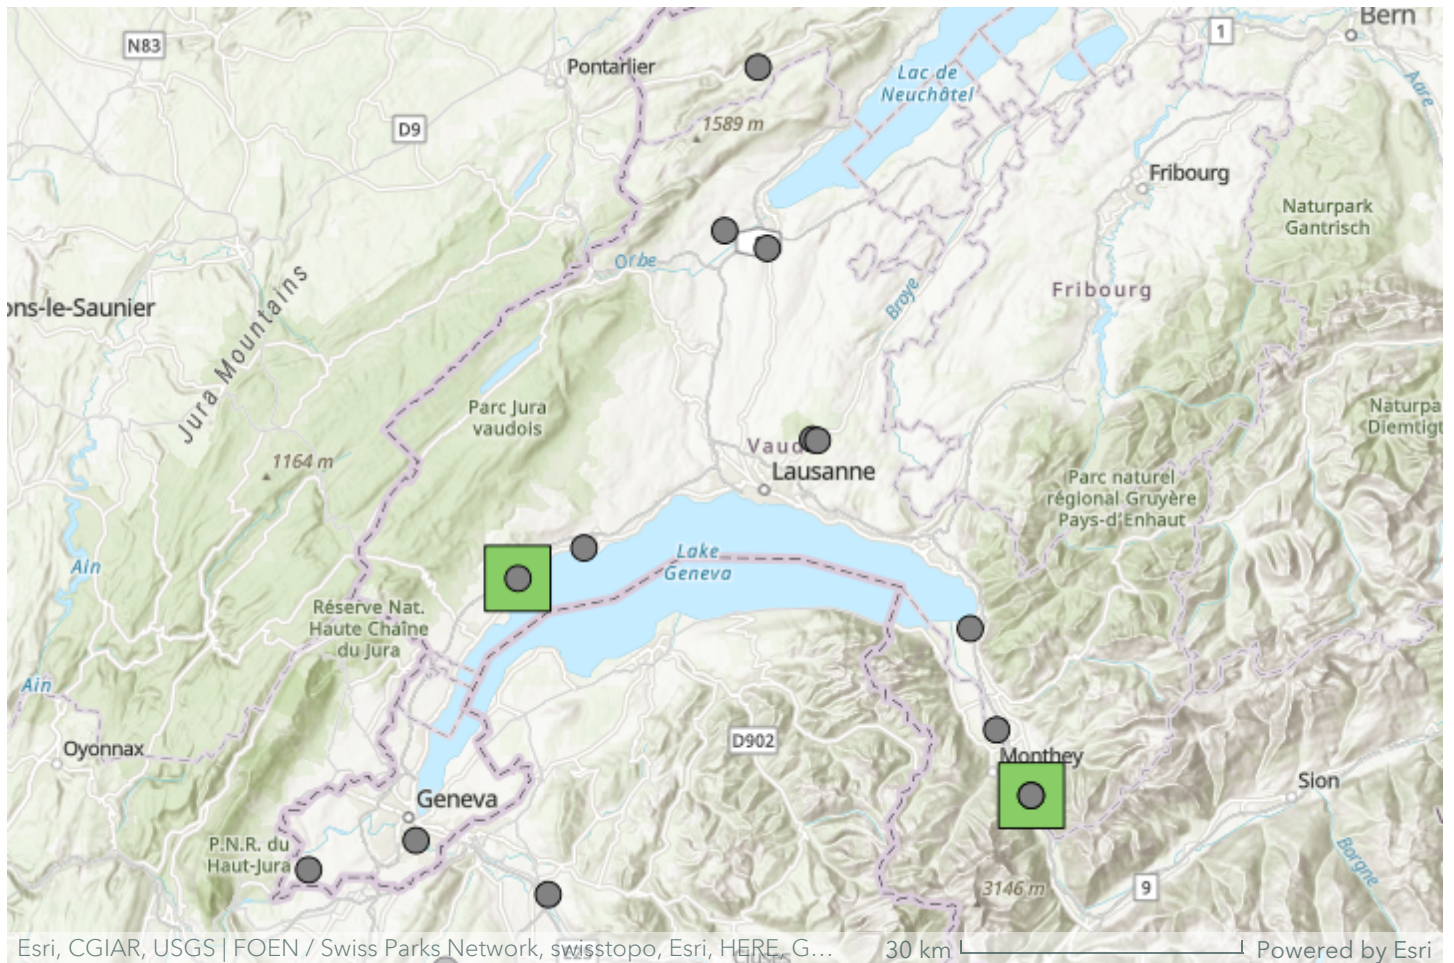 Bern
1
N83
Pontarlier
Lac de
Neuchâtel
Aare
D9
1589 m
Fribourg
Naturpark
Gantrisch
Orbe
Broye
Fribourg
ons-le-Saunier
Jura Mountains
Parc Jura
vaudois
Naturpa
Diemtigt
Vaud
Lausanne
1164 m
Parc naturel
régional Gruyère
Pays-d'Enhaut
Ain
Lake
Geneva
Réserve Nat.
Haute Chaîne
du Jura
Ain
Oyonnax
D902
Monthey
Sion
Geneva
P.N.R. du
Haut-Jura
Borgne
3146 m
9
Esri, CGIAR, USGS | FOEN / Swiss Parks Network, swisstopo, Esri, HERE, G…
30 km
Powered by Esri